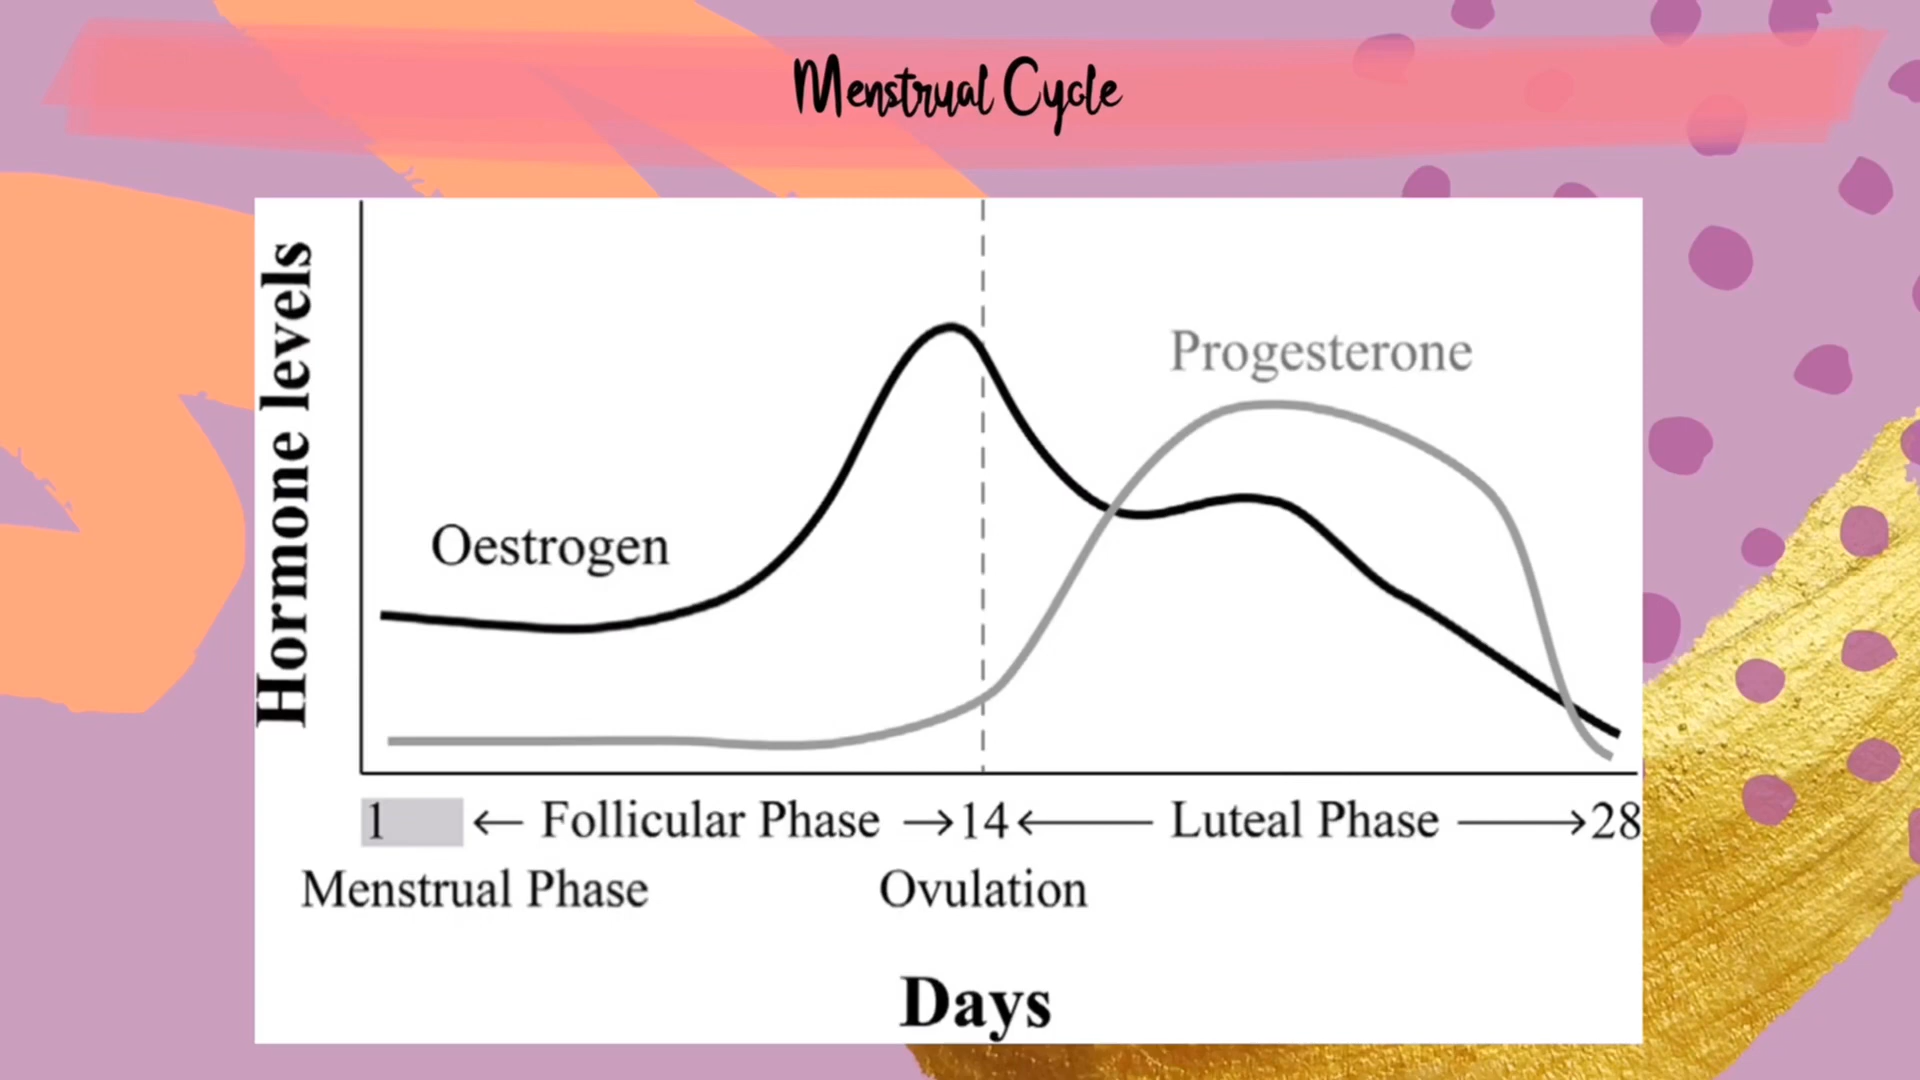 Menstrual Cycle
Hormone levels
Progesterone
Oestrogen
1 ← Follicular Phase → 14 ← Luteal Phase → 28
Menstrual Phase Ovulation
Days